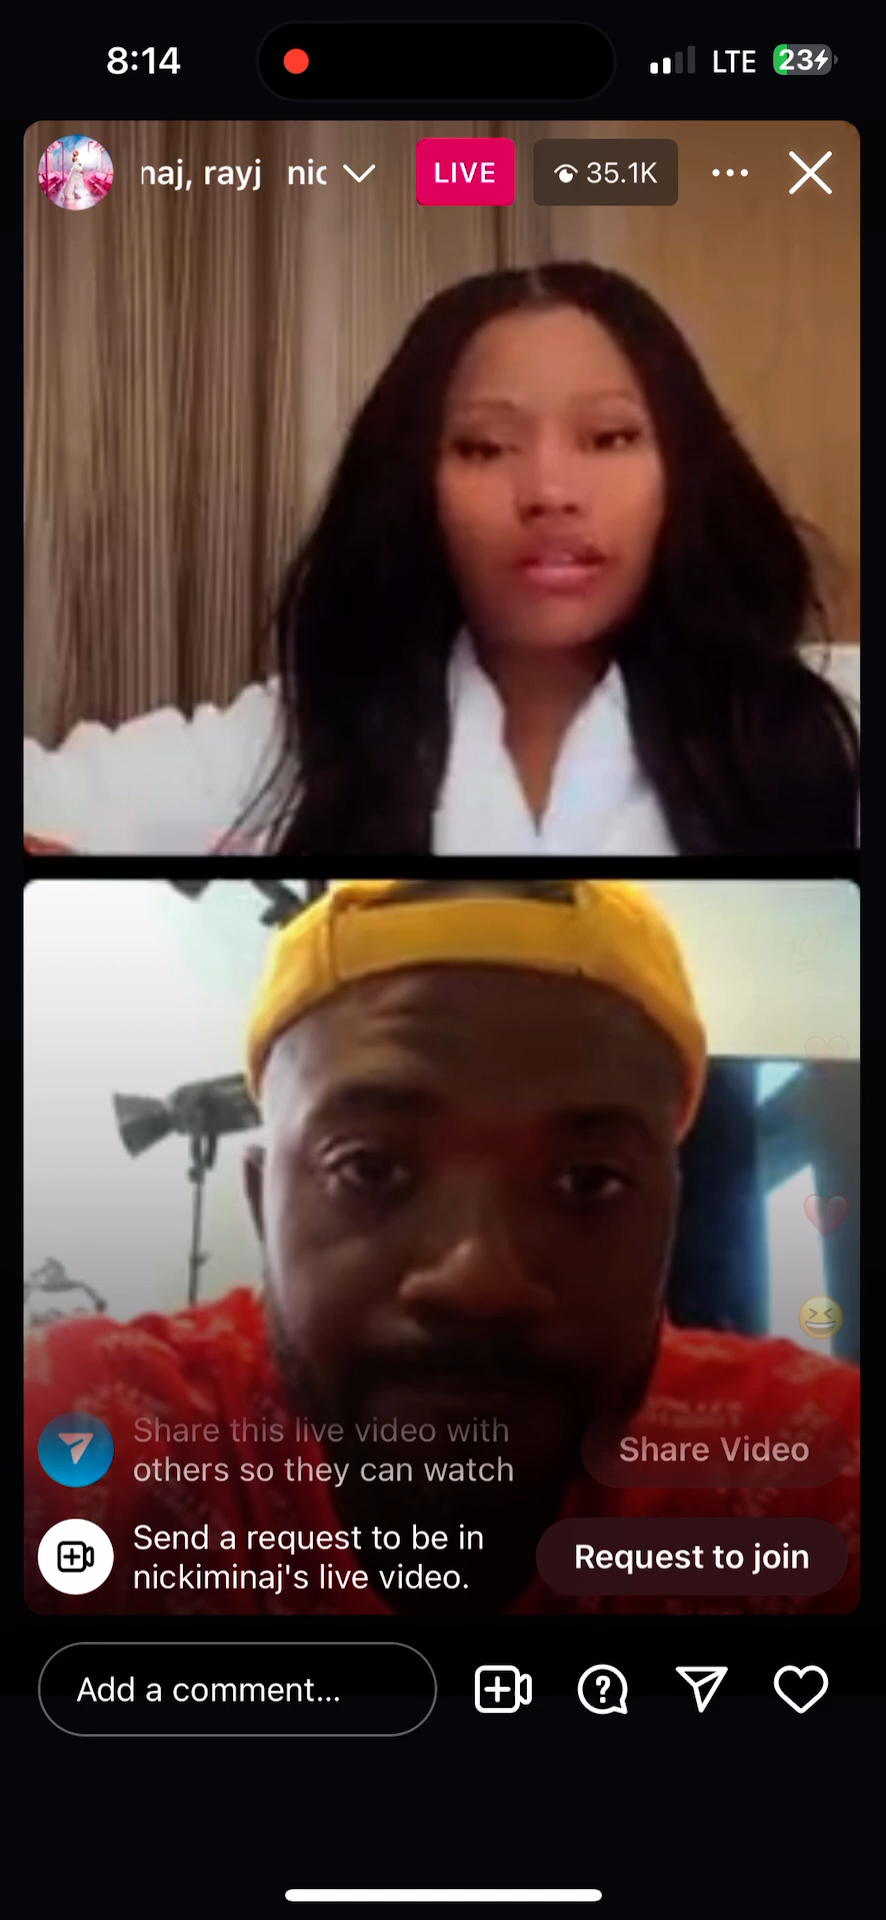 8:14
LTE
23
naj, rayj nic
LIVE
35.1K
Share this live video with
others so they can watch
Share Video
Send a request to be in
nickiminaj's live video.
Request to join
Add a comment...